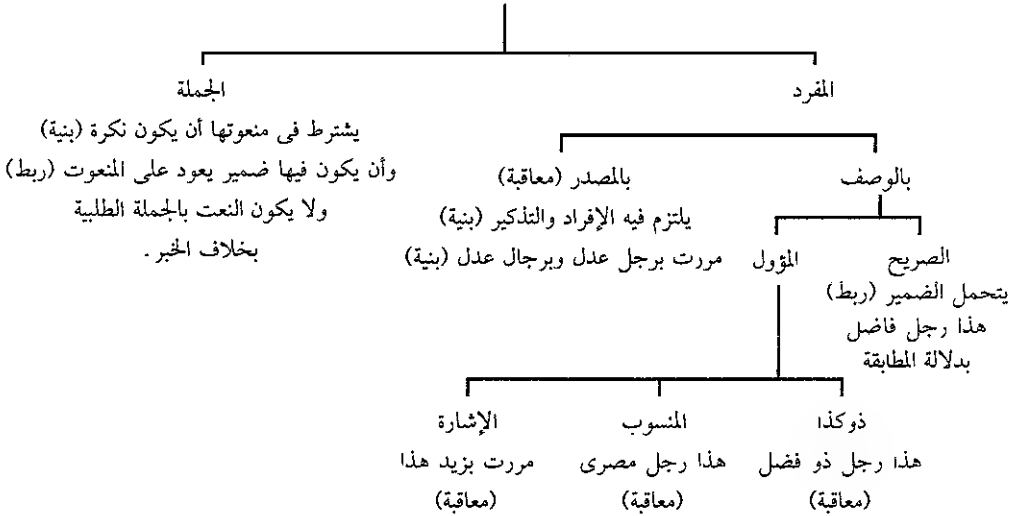 المفرد
الجملة
يشترط فى منعوتها أن يكون نكرة (بنية)
وأن يكون فيها ضمير يعود على المنعوت (ربط)
ولا يكون النعت بالجملة الطلبية
بخلاف الخبر .
بالوصف
بالمصدر (معاقبة)
يلتزم فيه الإفراد والتذكير (بنية)
مررت برجل عدل وبرجال عدل (بنية)
الصريح
يتحمل الضمير (ربط)
هذا رجل فاضل
بدلالة المطابقة
المؤول
ذوكذا
هذا رجل ذو فضل
(معاقبة)
المنسوب
هذا رجل مصرى
(معاقبة)
الإشارة
مررت بزيد هذا
(معاقبة)